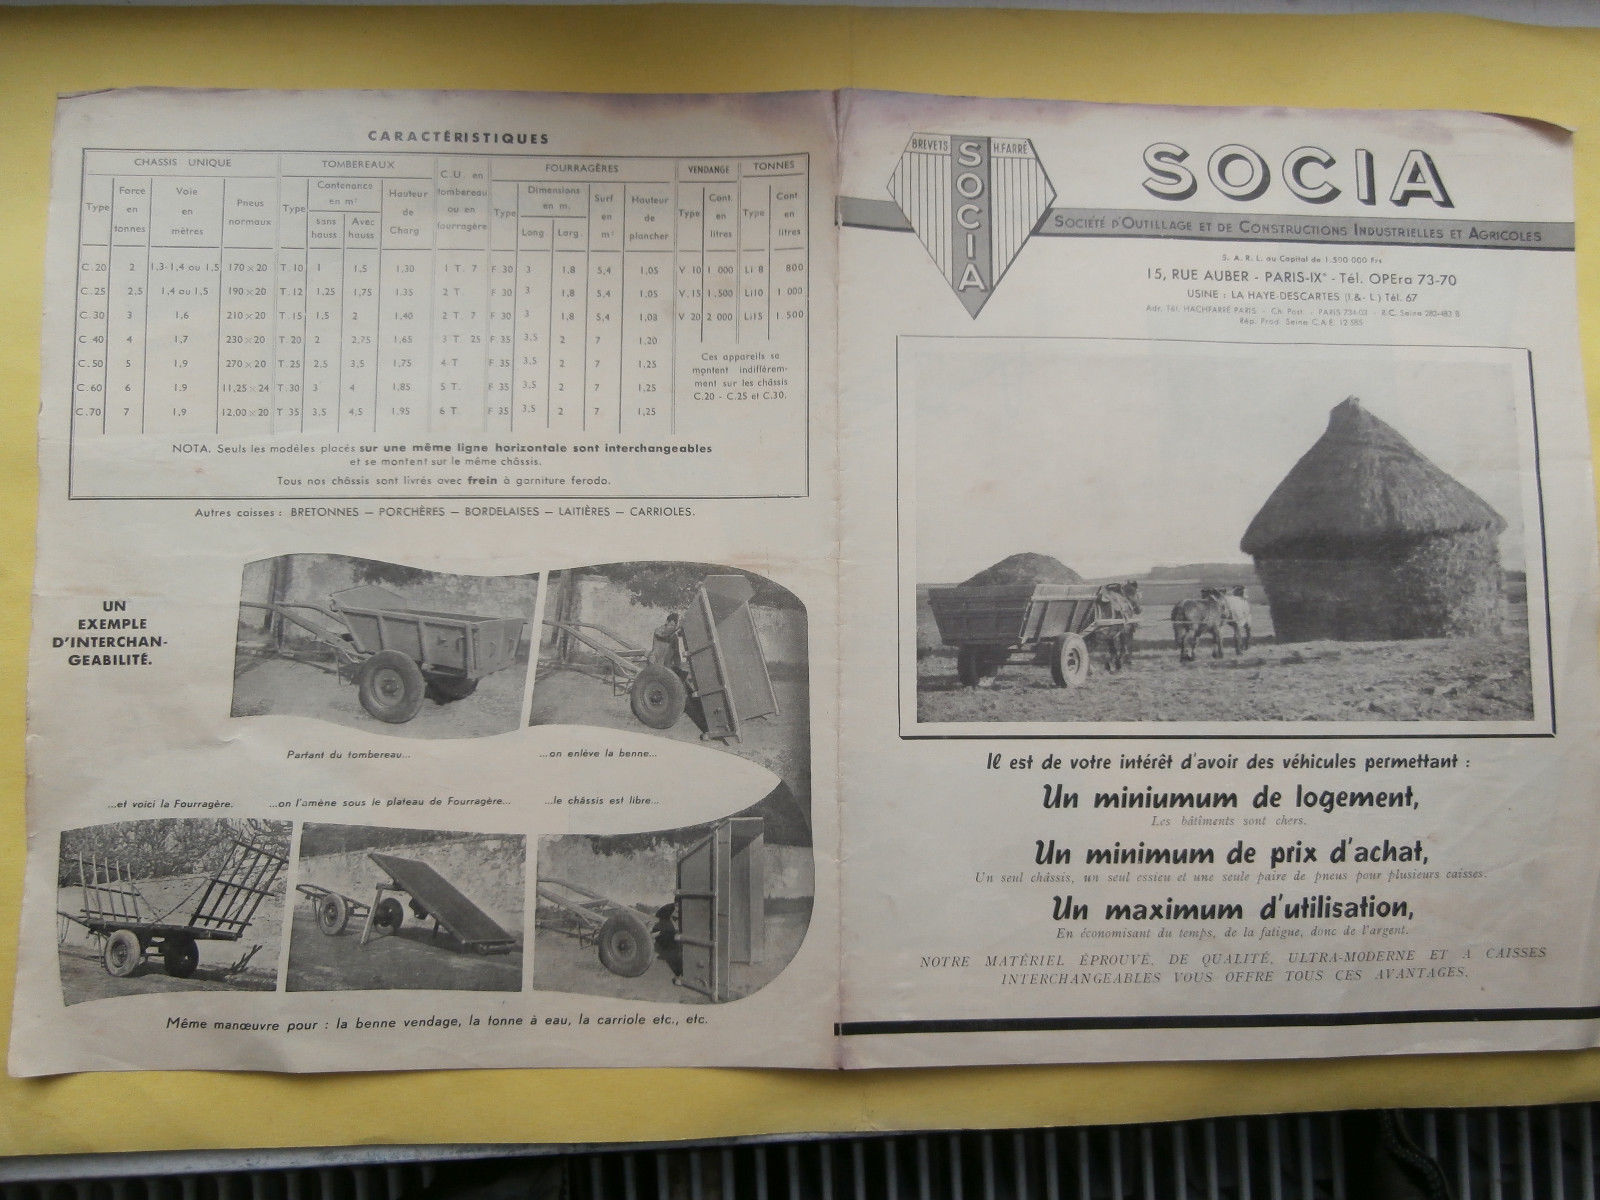 CARACTÉRISTIQUES
CHASSIS UNIQUE TOMBEREAUX C. U. en tombereau ou en fourragère FOURRAGÈRES VENDANGE TONNES
Type Force en tonnes Voie en mètres Pneus normaux Type Contenance en m³ sans hauss Avec hauss Hauteur de Charg Type Dimensions en m. Long Larg. Surf en m² Hauteur de plancher Type Cont. en litres Type Cont en litres
C.20 2 1,3-1,4 ou 1,5 170×20 T.10 1 1,5 1,30 1 T. 7 F.30 3 1,8 5,4 1,05 V 10 1 000 Li 8 800
C.25 2,5 1,4 ou 1,5 190×20 T.12 1,25 1,75 1.35 2 T. F 30 3 1,8 5,4 1,05 V.15 1.500 Li10 1 000
C.30 3 1.6 210×20 T.15 1,5 2 1,40 2 T. 7 F.30 3 1,8 5,4 1,08 V 20 2 000 Li15 1 500
C 40 4 1,7 230×20 T 20 2 2,75 1,65 3 T. 25 F.35 3,5 2 7 1,20
C.50 5 1,9 270×20 T 25 2,5 3,5 1,75 4 T F 35 3,5 2 7 1.25
C.60 6 1.9 11,25×24 T.30 3 4 1,85 5 T. F 35 3,5 2 7 1,25
C.70 7 1,9 12,00×20 T 35 3,5 4,5 1,95 6 T. F 35 3,5 2 7 1,25
Ces appareils se
montent indifférem-
ment sur les châssis
C.20 - C.25 et C.30.
NOTA. Seuls les modèles placés sur une même ligne horizontale sont interchangeables
et se montent sur le même châssis.
Tous nos châssis sont livrés avec frein à garniture ferodo.
Autres caisses : BRETONNES — PORCHÈRES — BORDELAISES — LAITIÈRES — CARRIOLES.
UN
EXEMPLE
D'INTERCHAN-
GEABILITÉ.
Partant du tombereau... ...on enlève la benne...
...et voici la Fourragère. ...on l'amène sous le plateau de Fourragère... ...le châssis est libre...
Même manœuvre pour : la benne vendage, la tonne à eau, la carriole etc., etc.
BREVETS H.FARRÉ
SOCIA
SOCIA
SOCIÉTÉ D'OUTILLAGE ET DE CONSTRUCTIONS INDUSTRIELLES ET AGRICOLES
S. A. R. L. au Capital de 1.500 000 Frs
15, RUE AUBER - PARIS-IXᵉ - Tél. OPEra 73-70
USINE : LA HAYE-DESCARTES (I.&-L.) Tél. 67
Adr. Tél. HACHFARRÉ PARIS - Ch. Post. - PARIS 734-03 - R.C. Seine 282-483 B
Rép. Prod. Seine C.A.E. 12 585
Il est de votre intérêt d'avoir des véhicules permettant :
Un miniumum de logement,
Les bâtiments sont chers.
Un minimum de prix d'achat,
Un seul châssis, un seul essieu et une seule paire de pneus pour plusieurs caisses.
Un maximum d'utilisation,
En économisant du temps, de la fatigue, donc de l'argent.
NOTRE MATÉRIEL ÉPROUVÉ, DE QUALITÉ, ULTRA-MODERNE ET A CAISSES
INTERCHANGEABLES VOUS OFFRE TOUS CES AVANTAGES.